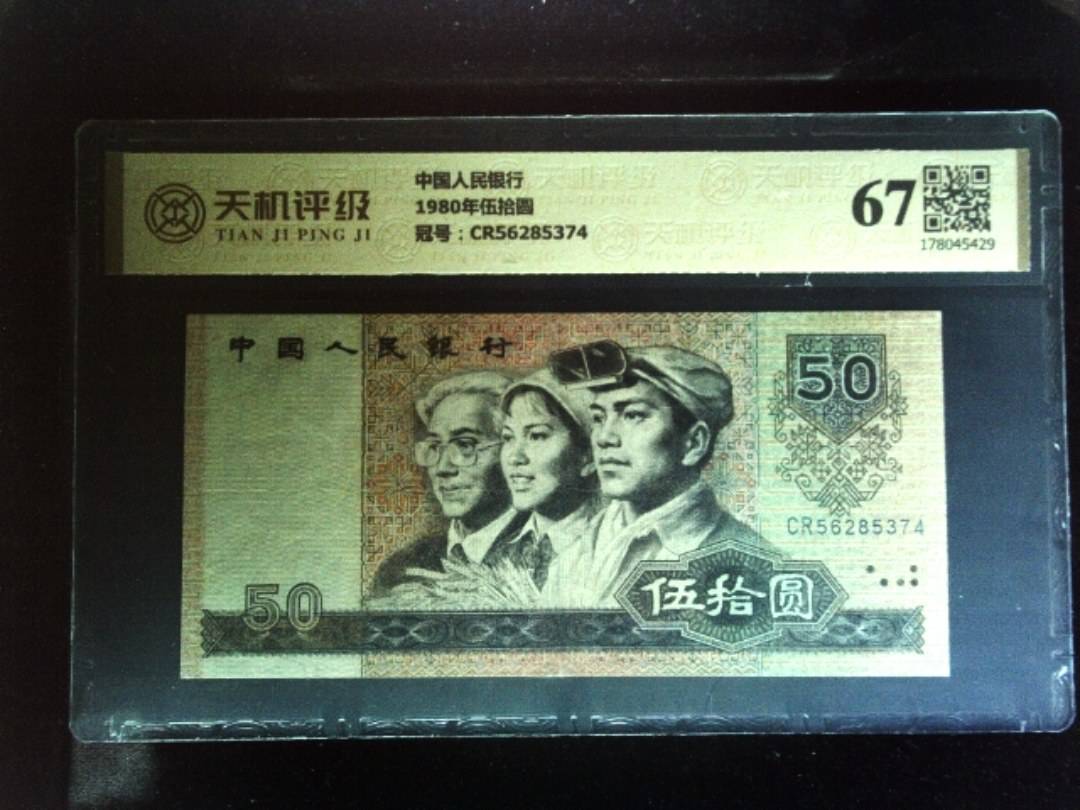 天机评级
TIAN JI PING JI
中国人民银行
1980年伍拾圆
冠号：CR56285374
67
178045429
中国人民銀行
50
CR56285374
50
伍拾圆